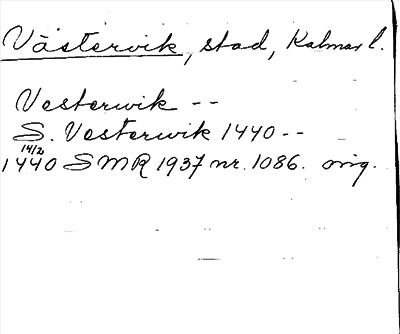 Västervik, stad, Kalmar l.
Vesterwik --
S. Vesterwik 1440 --
14/2
1440 SMR 1937 nr. 1086. orig.